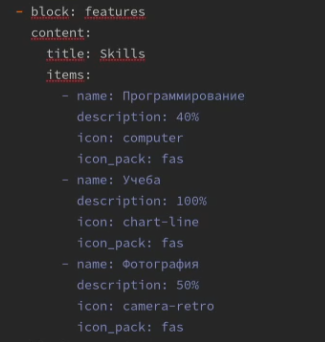 - block: features
content:
title: Skills
items:
- name: Программирование
description: 40%
icon: computer
icon_pack: fas
- name: Учеба
description: 100%
icon: chart-line
icon_pack: fas
- name: Фотография
description: 50%
icon: camera-retro
icon_pack: fas